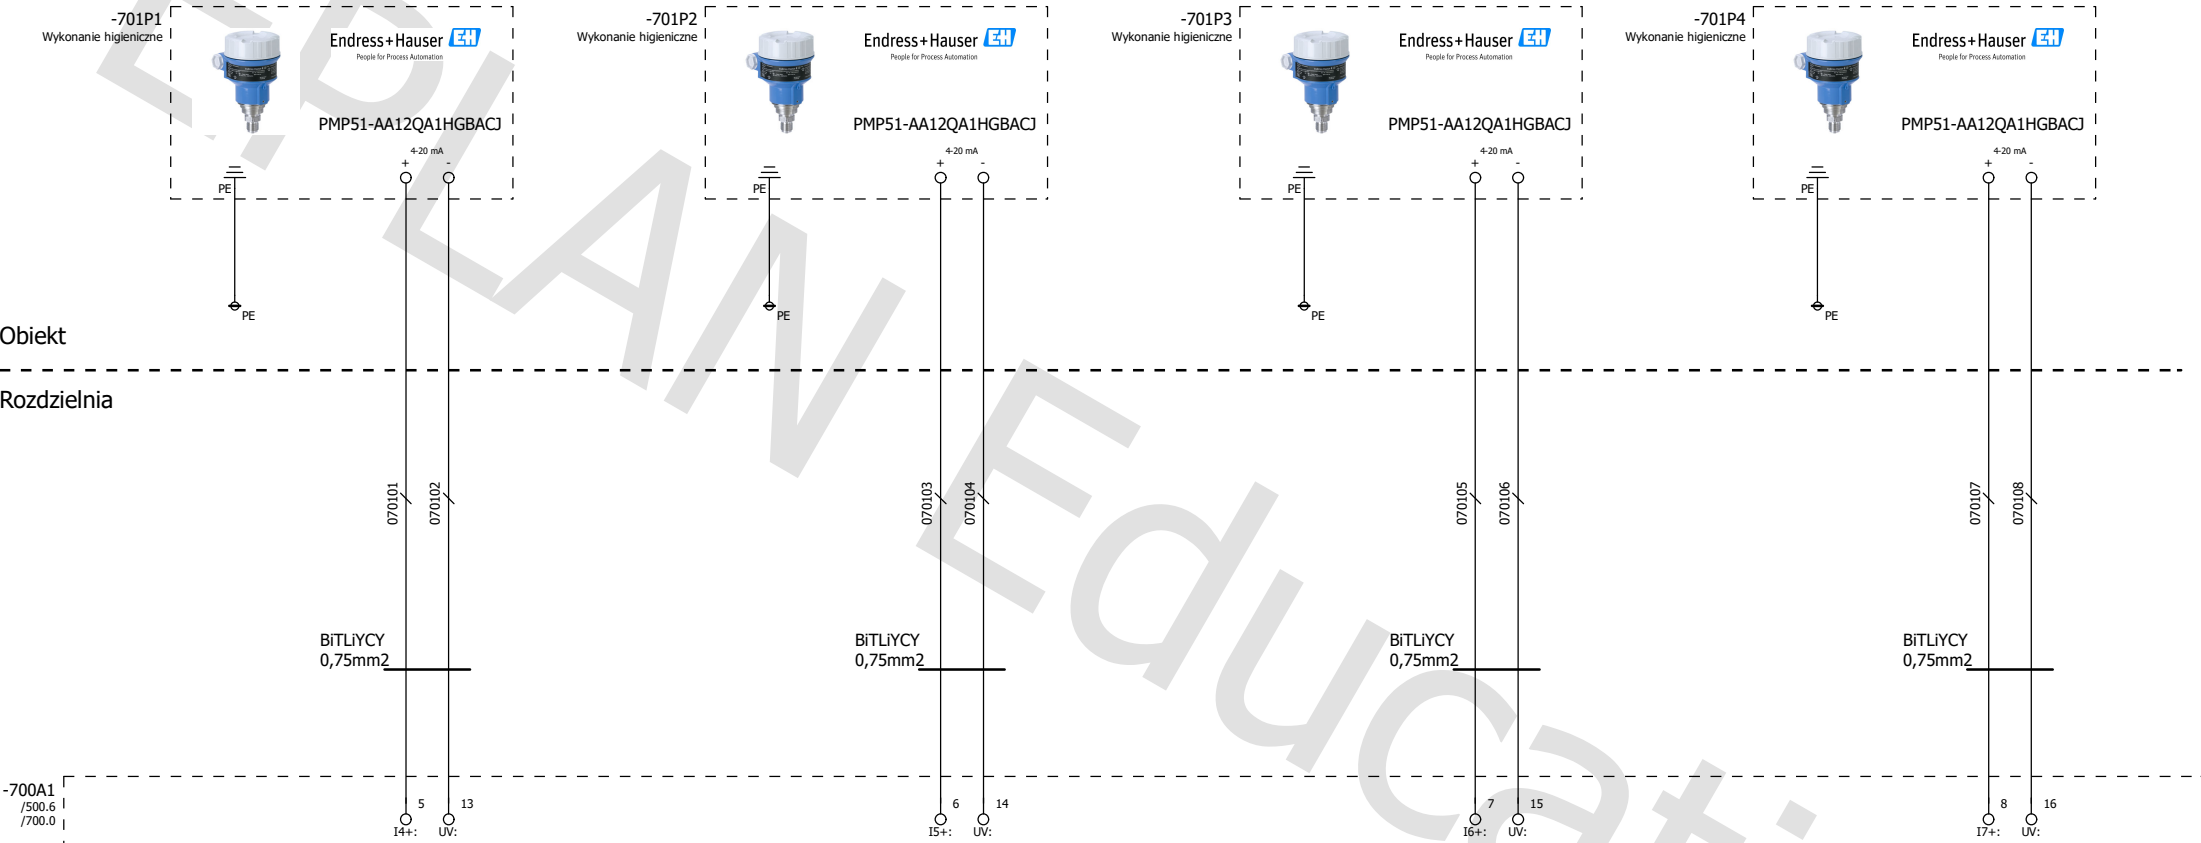 -701P1
Wykonanie higieniczne
Endress+Hauser EH
People for Process Automation
PMP51-AA12QA1HGBACJ
4-20 mA
+ -
PE
PE
-701P2
Wykonanie higieniczne
Endress+Hauser EH
People for Process Automation
PMP51-AA12QA1HGBACJ
4-20 mA
+ -
PE
PE
-701P3
Wykonanie higieniczne
Endress+Hauser EH
People for Process Automation
PMP51-AA12QA1HGBACJ
4-20 mA
+ -
PE
PE
-701P4
Wykonanie higieniczne
Endress+Hauser EH
People for Process Automation
PMP51-AA12QA1HGBACJ
4-20 mA
+ -
PE
PE
Obiekt
Rozdzielnia
070101 070102
070103 070104
070105 070106
070107 070108
BiTLiYCY
0,75mm2
BiTLiYCY
0,75mm2
BiTLiYCY
0,75mm2
BiTLiYCY
0,75mm2
-700A1
/500.6
/700.0
5 13
I4+: UV:
6 14
I5+: UV:
7 15
I6+: UV:
8 16
I7+: UV:
EPLAN Educati